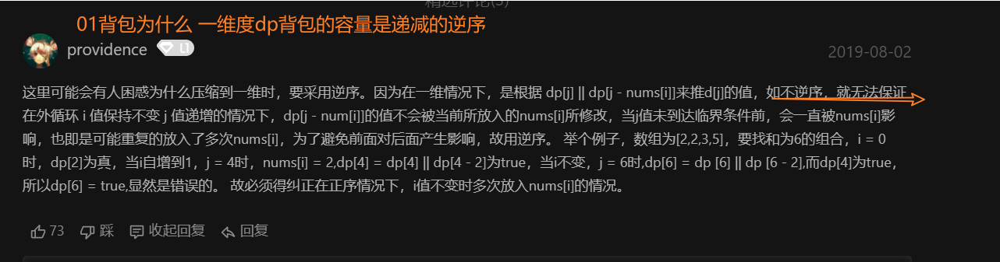 精选评论(5)
01背包为什么 一维度dp背包的容量是递减的逆序
providence L1
2019-08-02
这里可能会有人困惑为什么压缩到一维时，要采用逆序。因为在一维情况下，是根据 dp[j] || dp[j - nums[i]]来推d[j]的值，如不逆序，就无法保证
在外循环 i 值保持不变 j 值递增的情况下，dp[j - num[i]]的值不会被当前所放入的nums[i]所修改，当j值未到达临界条件前，会一直被nums[i]影
响，也即是可能重复的放入了多次nums[i]，为了避免前面对后面产生影响，故用逆序。 举个例子，数组为[2,2,3,5]，要找和为6的组合，i = 0
时，dp[2]为真，当i自增到1，j = 4时，nums[i] = 2,dp[4] = dp[4] || dp[4 - 2]为true，当i不变，j = 6时,dp[6] = dp [6] || dp [6 - 2],而dp[4]为true，
所以dp[6] = true,显然是错误的。 故必须得纠正在正序情况下，i值不变时多次放入nums[i]的情况。
73 踩 收起回复 回复